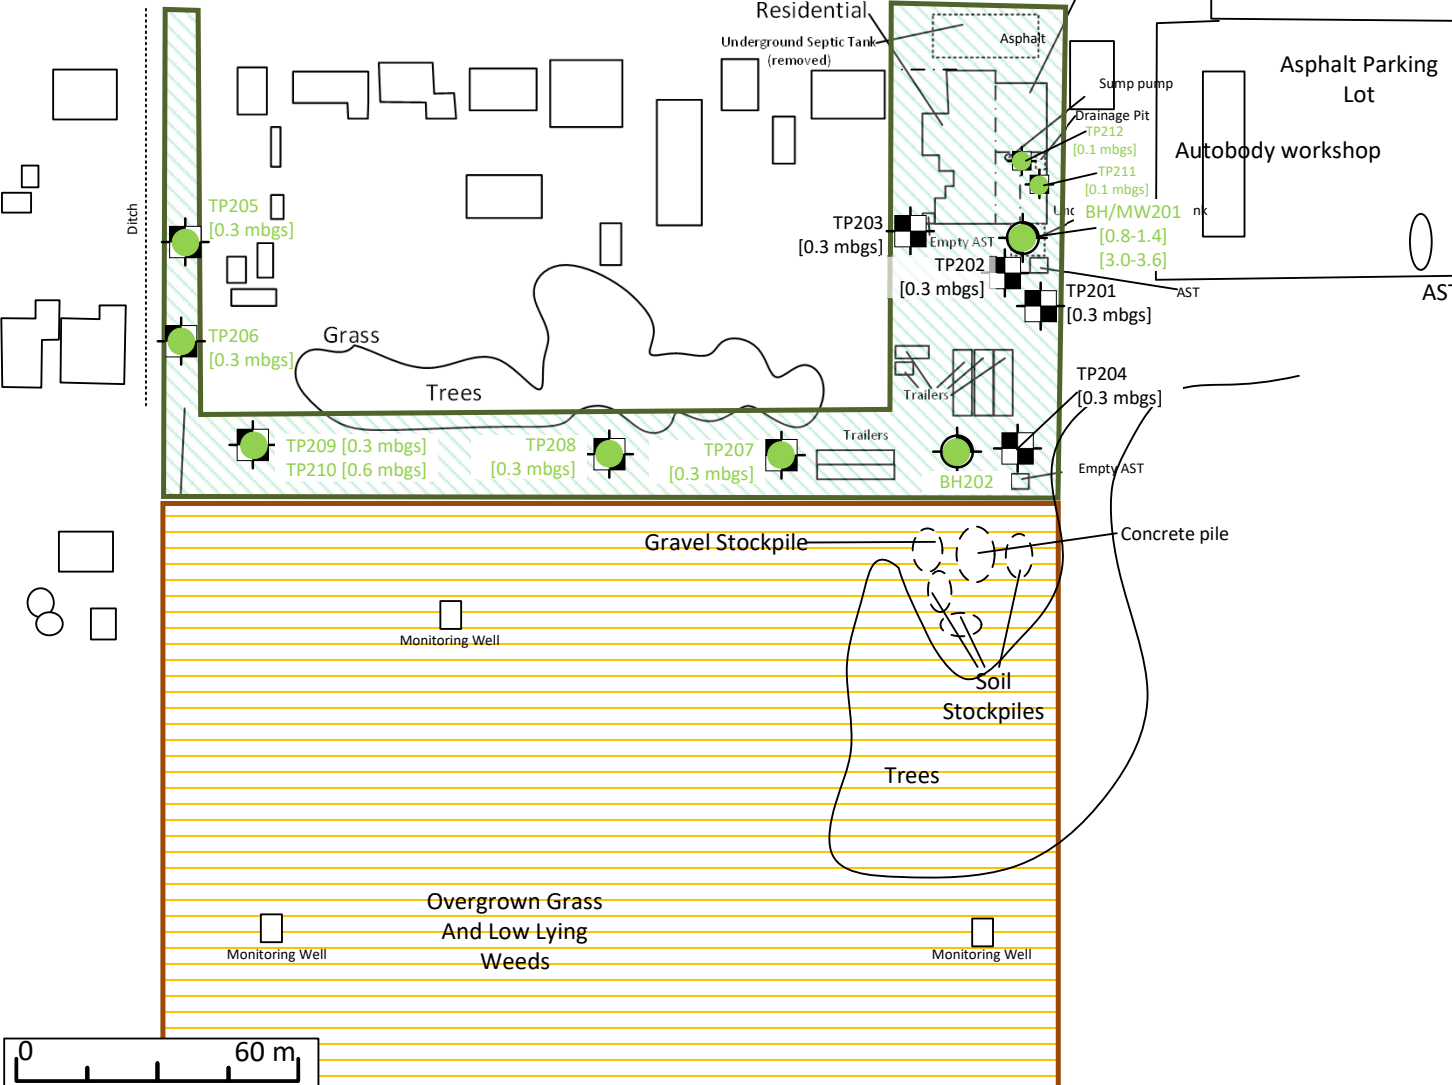 Residential
Underground Septic Tank
(removed)
Asphalt
Asphalt Parking
Lot
Sump pump
Drainage Pit
TP212
[0.1 mbgs]
Autobody workshop
TP211
[0.1 mbgs]
BH/MW201
[0.8-1.4]
[3.0-3.6]
TP205
[0.3 mbgs]
Ditch
TP203
[0.3 mbgs]
Empty AST
TP202
[0.3 mbgs]
AST
TP201
[0.3 mbgs]
AST
TP206
[0.3 mbgs]
Grass
Trees
Trailers
TP204
[0.3 mbgs]
TP209 [0.3 mbgs]
TP210 [0.6 mbgs]
TP208
[0.3 mbgs]
TP207
[0.3 mbgs]
Trailers
BH202
Empty AST
Gravel Stockpile
Concrete pile
Monitoring Well
Soil
Stockpiles
Trees
Overgrown Grass
And Low Lying
Weeds
Monitoring Well
Monitoring Well
0 60 m